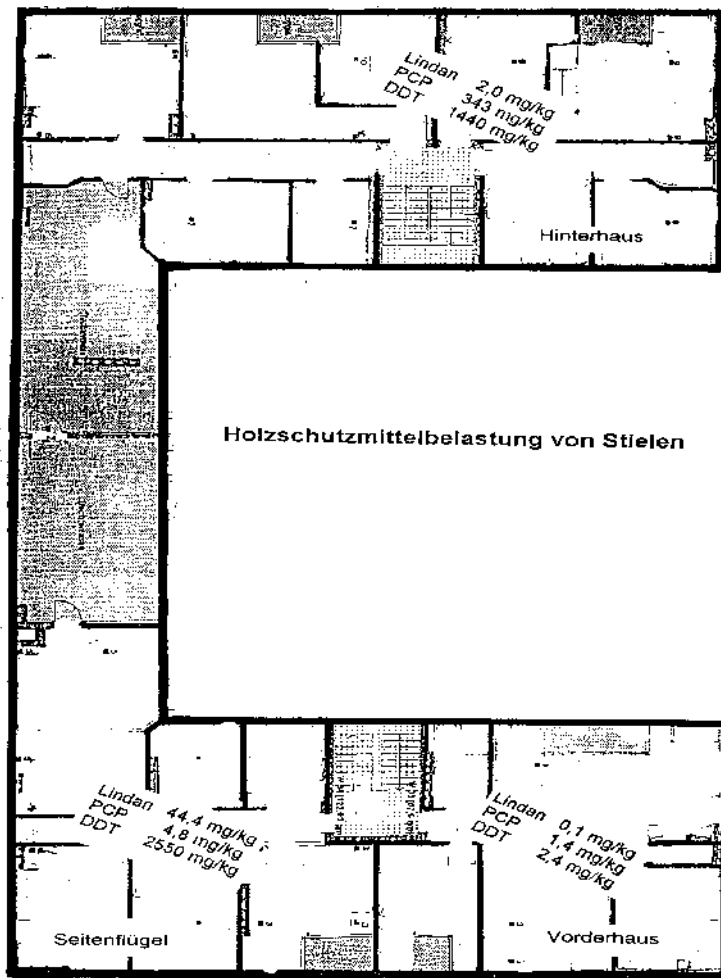 Lindan 2,0 mg/kg
PCP 343 mg/kg
DDT 1440 mg/kg
Hinterhaus
Holzschutzmittelbelastung von Stielen
Lindan 44,4 mg/kg
PCP 4,8 mg/kg
DDT 2550 mg/kg
Lindan 0,1 mg/kg
PCP 1,4 mg/kg
DDT 2,4 mg/kg
Seitenflügel
Vorderhaus